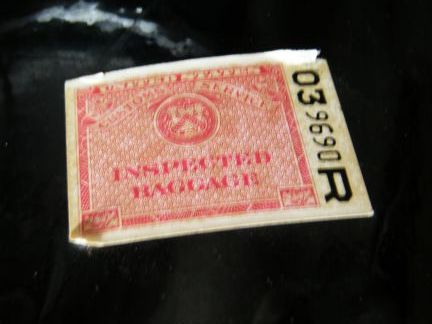 UNITED STATES
CUSTOMS SERVICE
INSPECTED
BAGGAGE
039690R